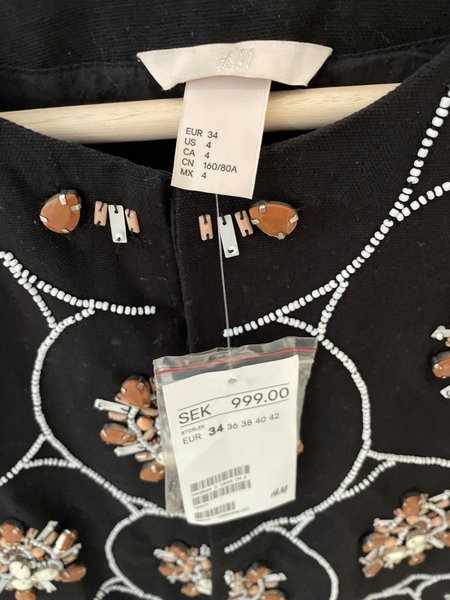 H&M
EUR 34
US 4
CA 4
CN 160/80A
MX 4
SEK 999.00
STORLEK
EUR 34 36 38 40 42
H&M